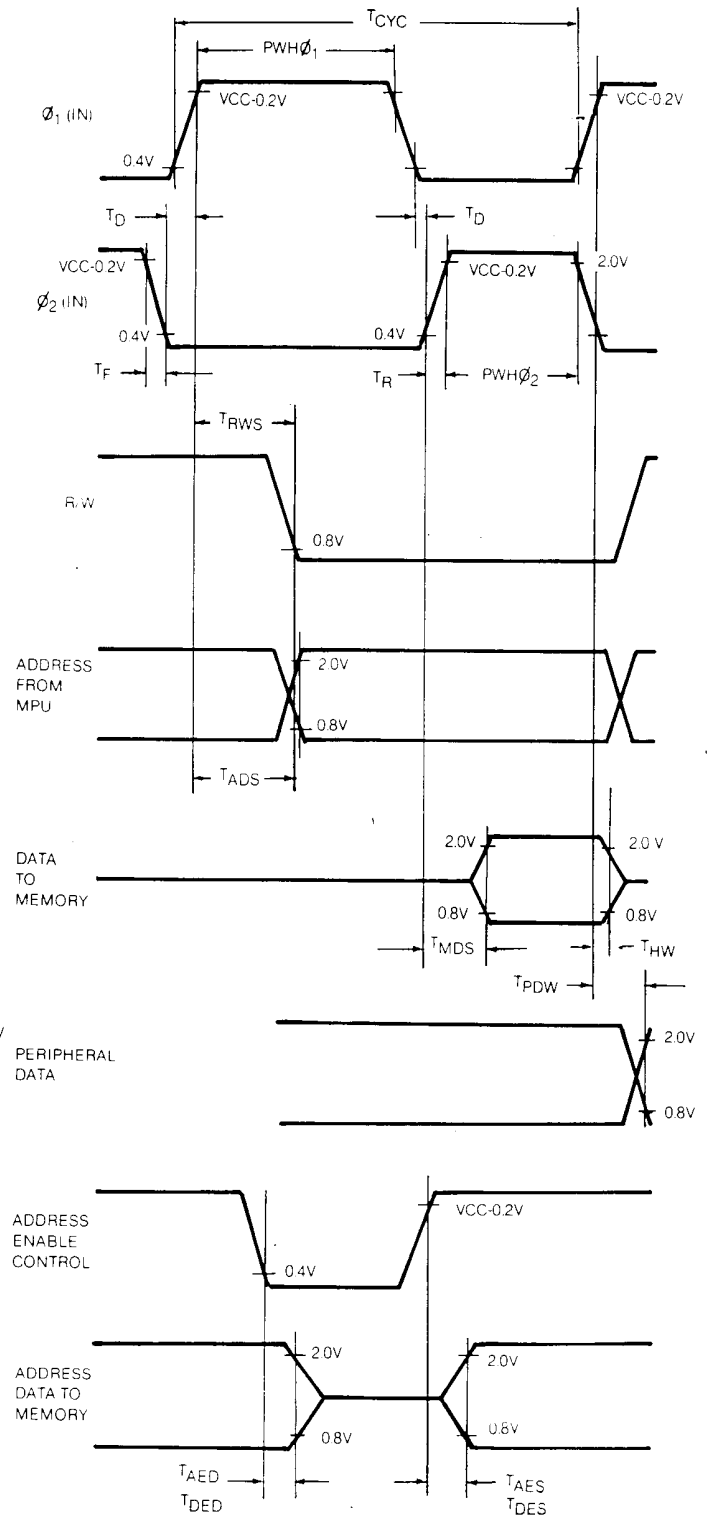 TCYC
PWHØ1
VCC-0.2V
VCC-0.2V
Ø1 (IN)
0.4V
TD
TD
VCC-0.2V
VCC-0.2V
2.0V
Ø2 (IN)
0.4V
0.4V
TF
TR
PWHØ2
TRWS
R/W
0.8V
ADDRESS
FROM
MPU
2.0V
0.8V
TADS
DATA
TO
MEMORY
2.0V
2.0V
0.8V
0.8V
TMDS
THW
TPDW
PERIPHERAL
DATA
2.0V
0.8V
ADDRESS
ENABLE
CONTROL
VCC-0.2V
0.4V
ADDRESS
DATA TO
MEMORY
2.0V
2.0V
0.8V
0.8V
TAED
TAES
TDED
TDES